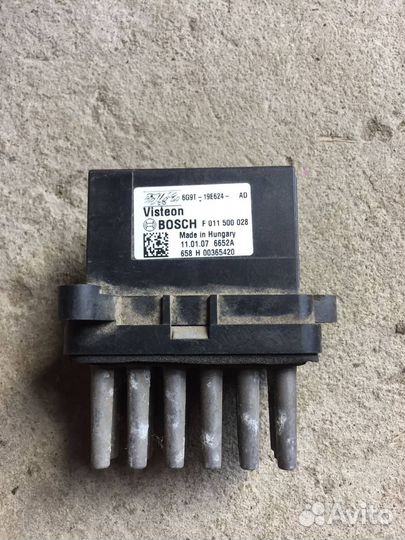 6G9T - 19E624 - AD
Visteon
BOSCH F 011 500 028
Made in Hungary
11.01.07 6652A
658 H 00365420
Avito